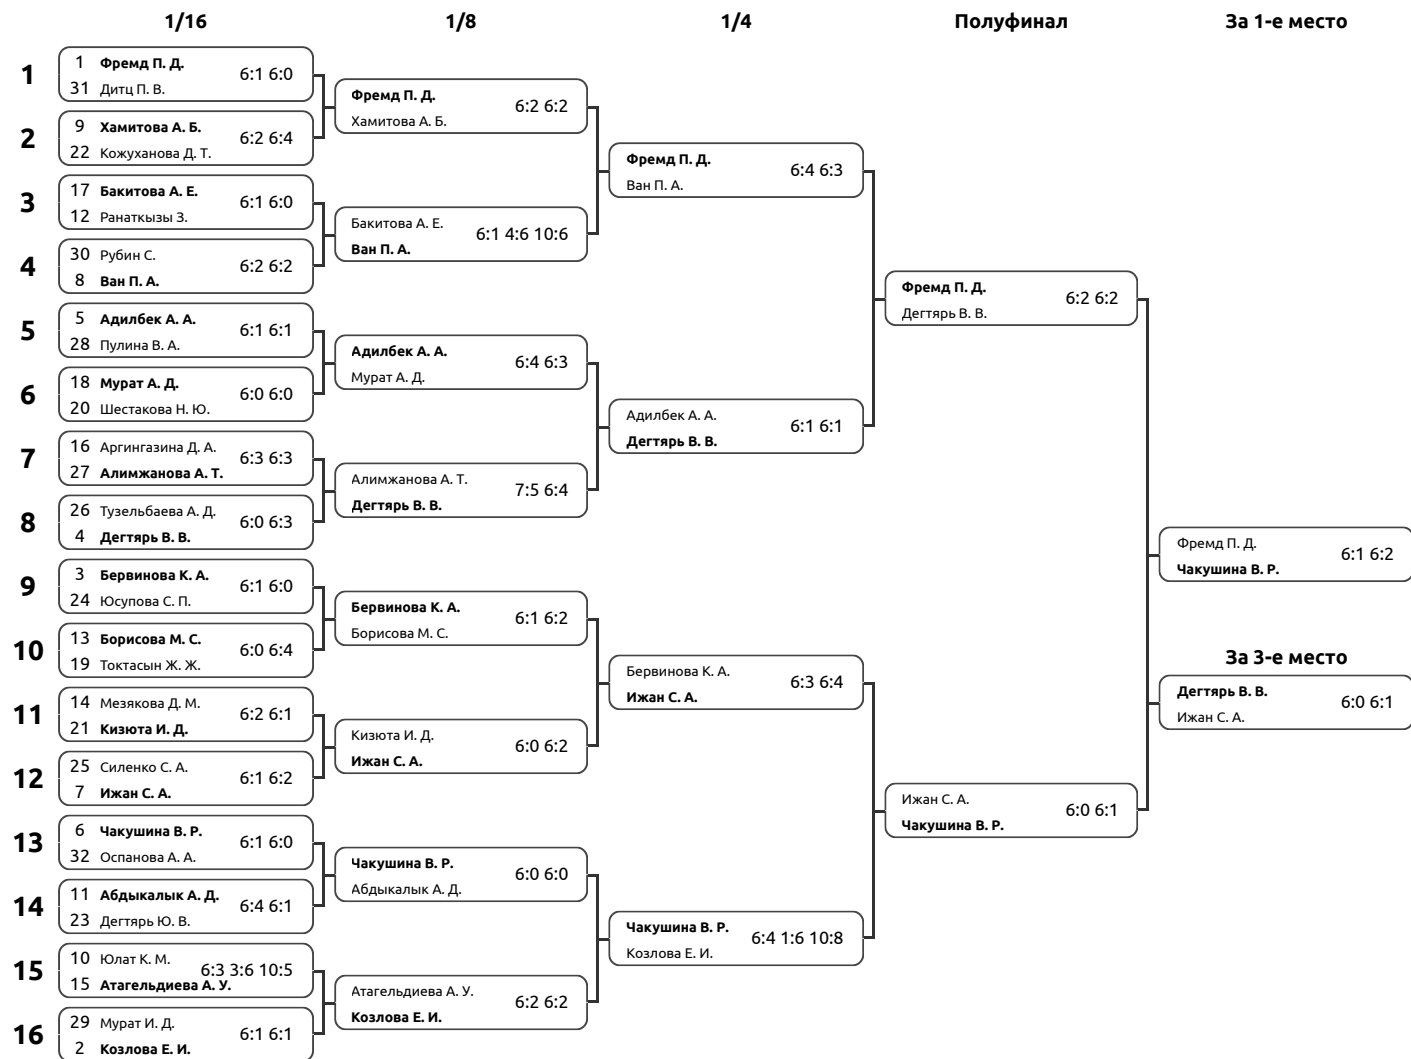 1/16
1/8
1/4
Полуфинал
За 1-е место
1
1 Фремд П. Д. 6:1 6:0
31 Дитц П. В.
2
9 Хамитова А. Б. 6:2 6:4
22 Кожуханова Д. Т.
3
17 Бакитова А. Е. 6:1 6:0
12 Ранаткызы З.
4
30 Рубин С. 6:2 6:2
8 Ван П. А.
5
5 Адилбек А. А. 6:1 6:1
28 Пулина В. А.
6
18 Мурат А. Д. 6:0 6:0
20 Шестакова Н. Ю.
7
16 Аргингазина Д. А. 6:3 6:3
27 Алимжанова А. Т.
8
26 Тузельбаева А. Д. 6:0 6:3
4 Дегтярь В. В.
9
3 Бервинова К. А. 6:1 6:0
24 Юсупова С. П.
10
13 Борисова М. С. 6:0 6:4
19 Токтасын Ж. Ж.
11
14 Мезякова Д. М. 6:2 6:1
21 Кизюта И. Д.
12
25 Силенко С. А. 6:1 6:2
7 Ижан С. А.
13
6 Чакушина В. Р. 6:1 6:0
32 Оспанова А. А.
14
11 Абдыкалык А. Д. 6:4 6:1
23 Дегтярь Ю. В.
15
10 Юлат К. М. 6:3 3:6 10:5
15 Атагельдиева А. У.
16
29 Мурат И. Д. 6:1 6:1
2 Козлова Е. И.
Фремд П. Д. 6:2 6:2
Хамитова А. Б.
Бакитова А. Е. 6:1 4:6 10:6
Ван П. А.
Адилбек А. А. 6:4 6:3
Мурат А. Д.
Алимжанова А. Т. 7:5 6:4
Дегтярь В. В.
Бервинова К. А. 6:1 6:2
Борисова М. С.
Кизюта И. Д. 6:0 6:2
Ижан С. А.
Чакушина В. Р. 6:0 6:0
Абдыкалык А. Д.
Атагельдиева А. У. 6:2 6:2
Козлова Е. И.
Фремд П. Д. 6:4 6:3
Ван П. А.
Адилбек А. А. 6:1 6:1
Дегтярь В. В.
Бервинова К. А. 6:3 6:4
Ижан С. А.
Чакушина В. Р. 6:4 1:6 10:8
Козлова Е. И.
Фремд П. Д. 6:2 6:2
Дегтярь В. В.
Ижан С. А. 6:0 6:1
Чакушина В. Р.
Фремд П. Д. 6:1 6:2
Чакушина В. Р.
За 3-е место
Дегтярь В. В. 6:0 6:1
Ижан С. А.